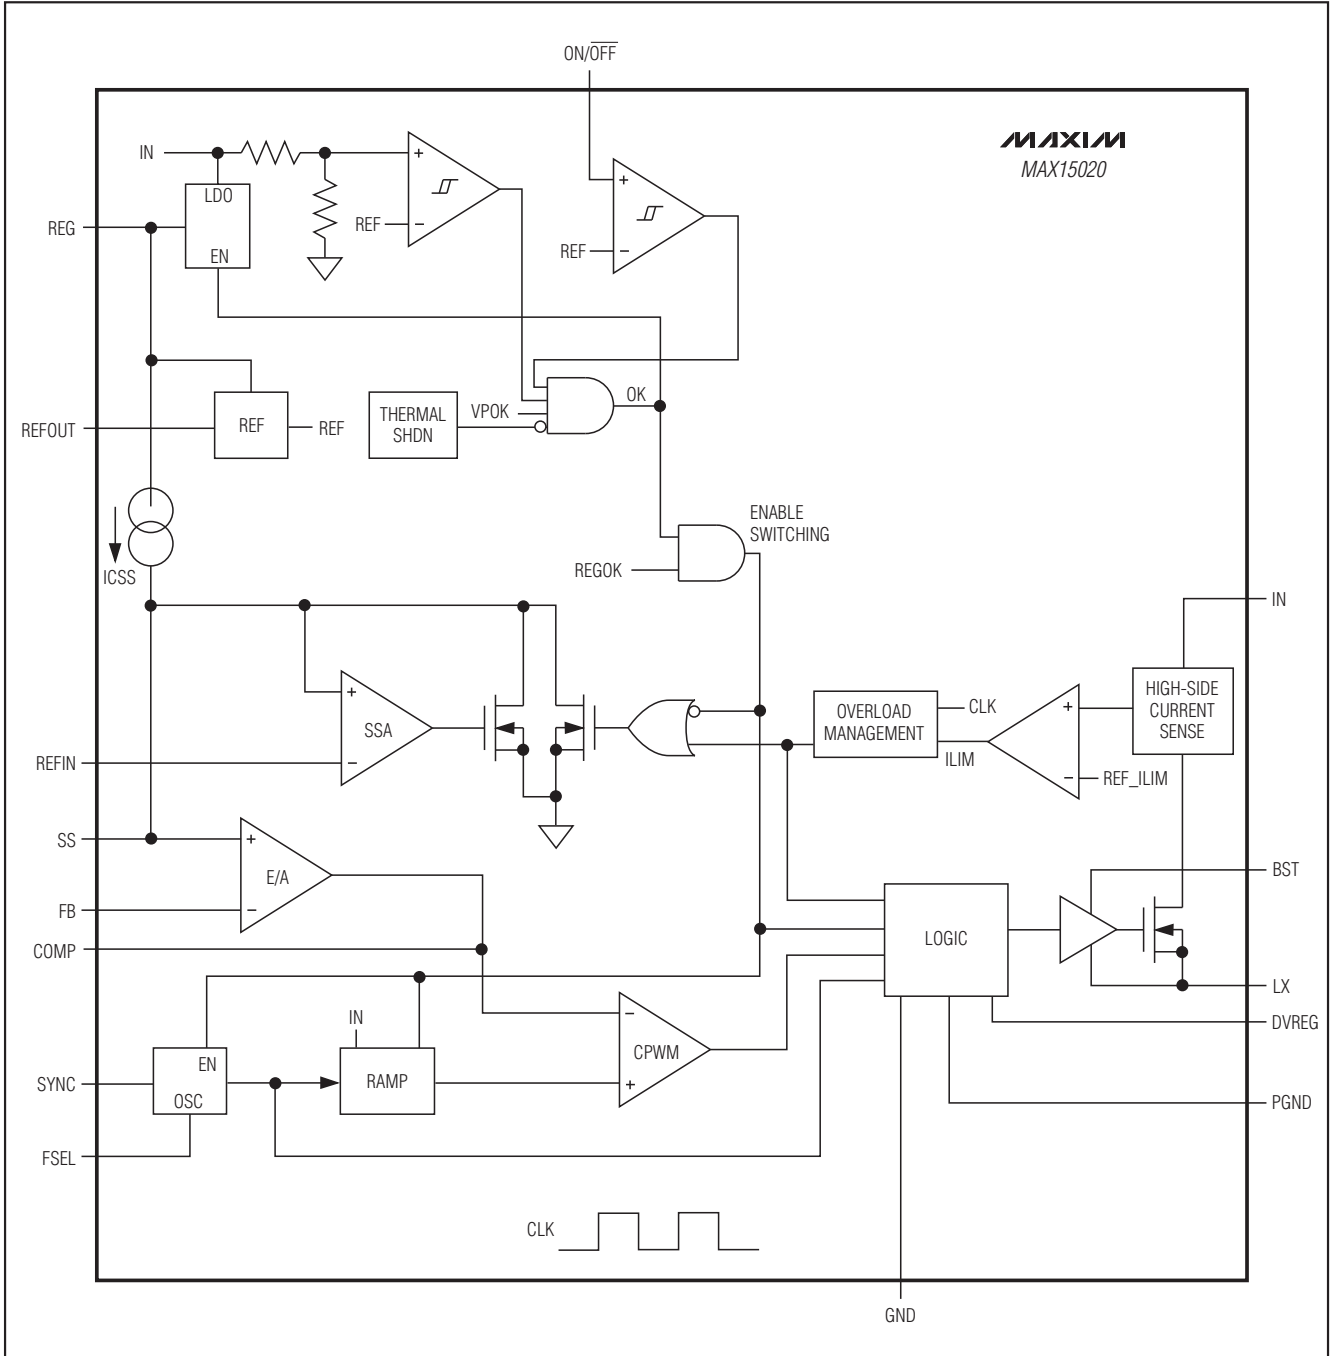 ON/OFF
MAXIM
MAX15020
IN
+
LDO
+
REF
−
REG
EN
REF
−
OK
VPOK
THERMAL
SHDN
REF
REF
REFOUT
ENABLE
SWITCHING
REGOK
ICSS
IN
HIGH-SIDE
CURRENT
SENSE
+
SSA
−
OVERLOAD
MANAGEMENT
CLK
ILIM
+
−
REF_ILIM
REFIN
SS
+
E/A
−
FB
COMP
BST
LOGIC
LX
DVREG
IN
−
CPWM
+
EN
OSC
RAMP
SYNC
PGND
FSEL
CLK
GND